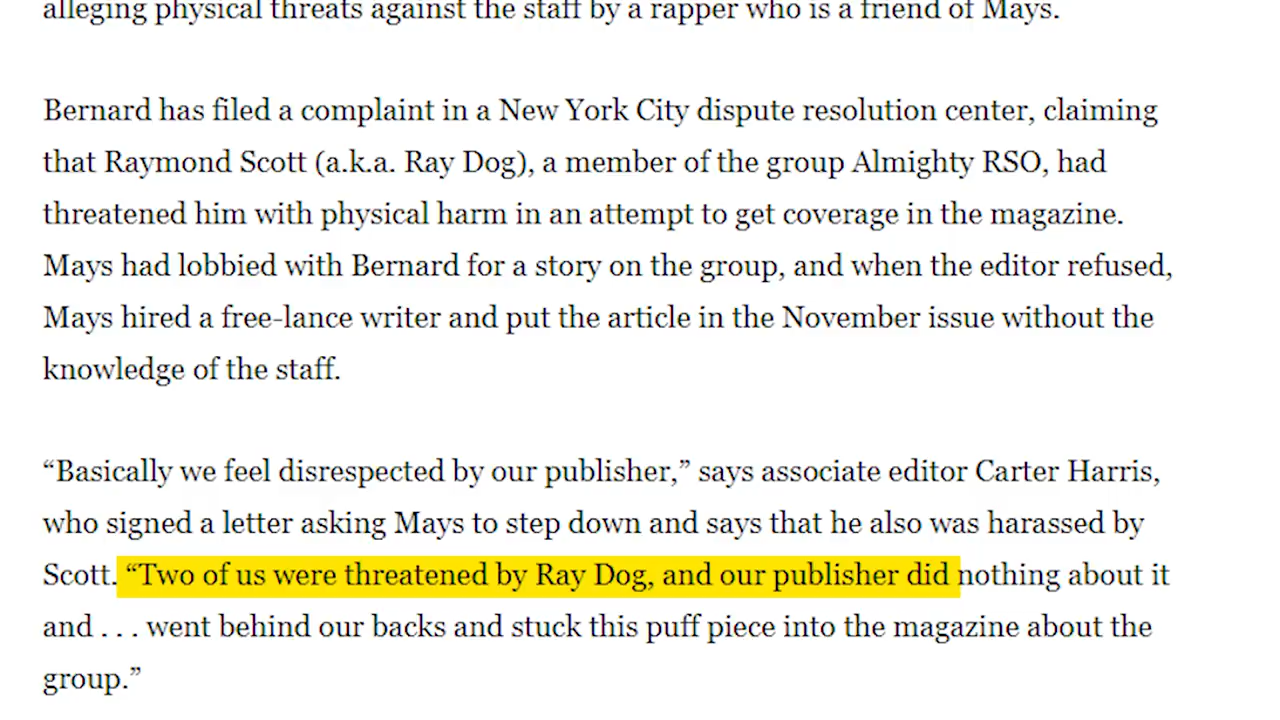 alleging physical threats against the staff by a rapper who is a friend of Mays.
Bernard has filed a complaint in a New York City dispute resolution center, claiming
that Raymond Scott (a.k.a. Ray Dog), a member of the group Almighty RSO, had
threatened him with physical harm in an attempt to get coverage in the magazine.
Mays had lobbied with Bernard for a story on the group, and when the editor refused,
Mays hired a free-lance writer and put the article in the November issue without the
knowledge of the staff.
“Basically we feel disrespected by our publisher,” says associate editor Carter Harris,
who signed a letter asking Mays to step down and says that he also was harassed by
Scott. “Two of us were threatened by Ray Dog, and our publisher did nothing about it
and . . . went behind our backs and stuck this puff piece into the magazine about the
group.”